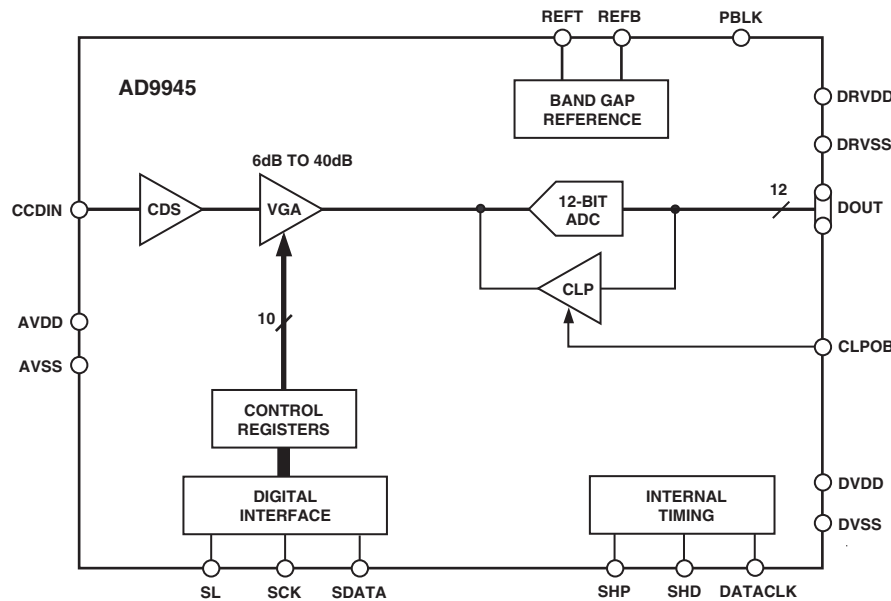 REFT
REFB
PBLK
AD9945
BAND GAP
REFERENCE
DRVDD
DRVSS
6dB TO 40dB
CCDIN
CDS
VGA
12-BIT
ADC
12
DOUT
CLP
AVDD
10
AVSS
CLPOB
CONTROL
REGISTERS
DIGITAL
INTERFACE
INTERNAL
TIMING
DVDD
DVSS
SL
SCK
SDATA
SHP
SHD
DATACLK